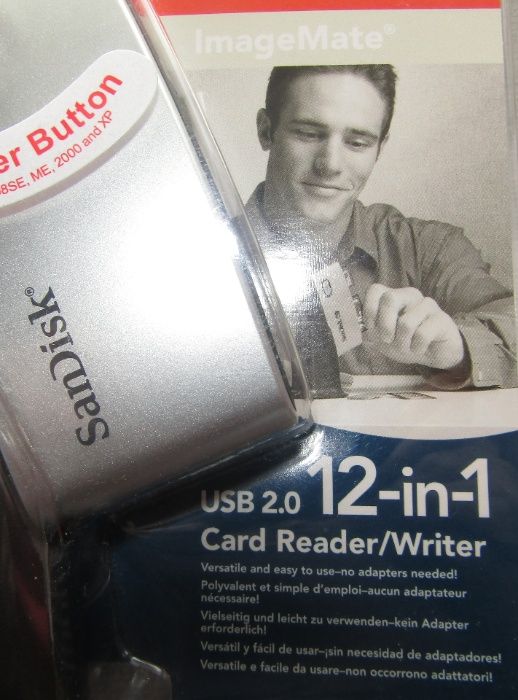 ImageMate®
er Button
98SE, ME, 2000 and XP
SanDisk®
USB 2.0 12-in-1
Card Reader/Writer
Versatile and easy to use–no adapters needed!
Polyvalent et simple d'emploi–aucun adaptateur
nécessaire!
Vielseitig und leicht zu verwenden–kein Adapter
erforderlich!
Versátil y fácil de usar–¡sin necesidad de adaptadores!
Versatile e facile da usare–non occorrono adattatori!